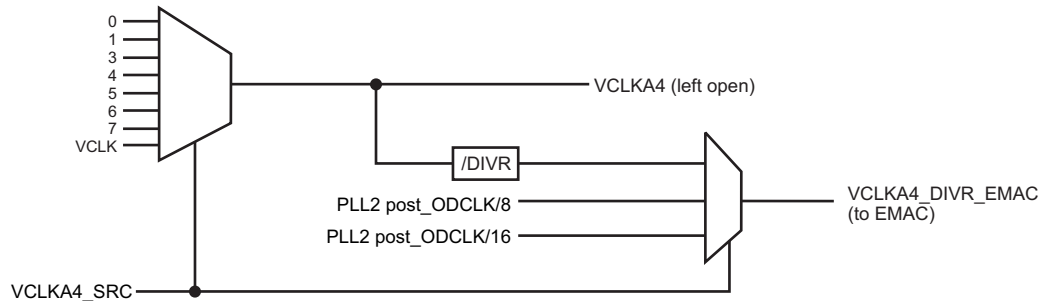 0
1
3
4
5
6
7
VCLK
VCLKA4 (left open)
/DIVR
PLL2 post_ODCLK/8
PLL2 post_ODCLK/16
VCLKA4_DIVR_EMAC
(to EMAC)
VCLKA4_SRC